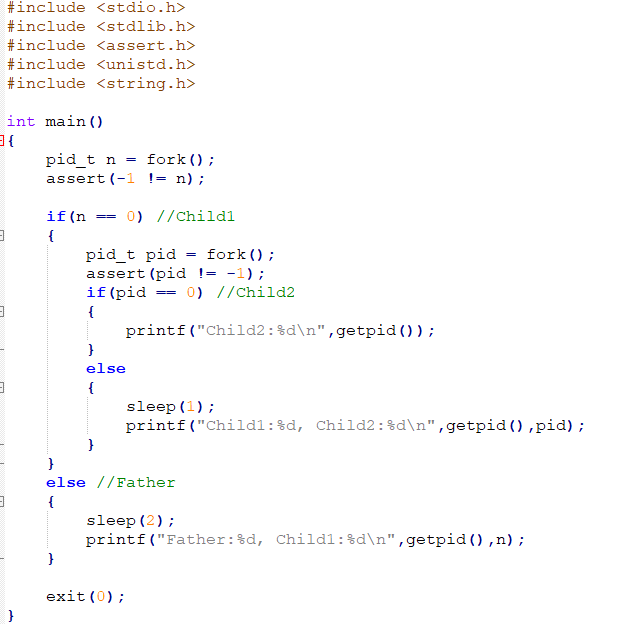 #include <stdio.h>
#include <stdlib.h>
#include <assert.h>
#include <unistd.h>
#include <string.h>

int main()
{
    pid_t n = fork();
    assert(-1 != n);

    if(n == 0) //Child1
    {
        pid_t pid = fork();
        assert(pid != -1);
        if(pid == 0) //Child2
        {
            printf("Child2:%d\n",getpid());
        }
        else
        {
            sleep(1);
            printf("Child1:%d, Child2:%d\n",getpid(),pid);
        }
    }
    else //Father
    {
        sleep(2);
        printf("Father:%d, Child1:%d\n",getpid(),n);
    }

    exit(0);
}